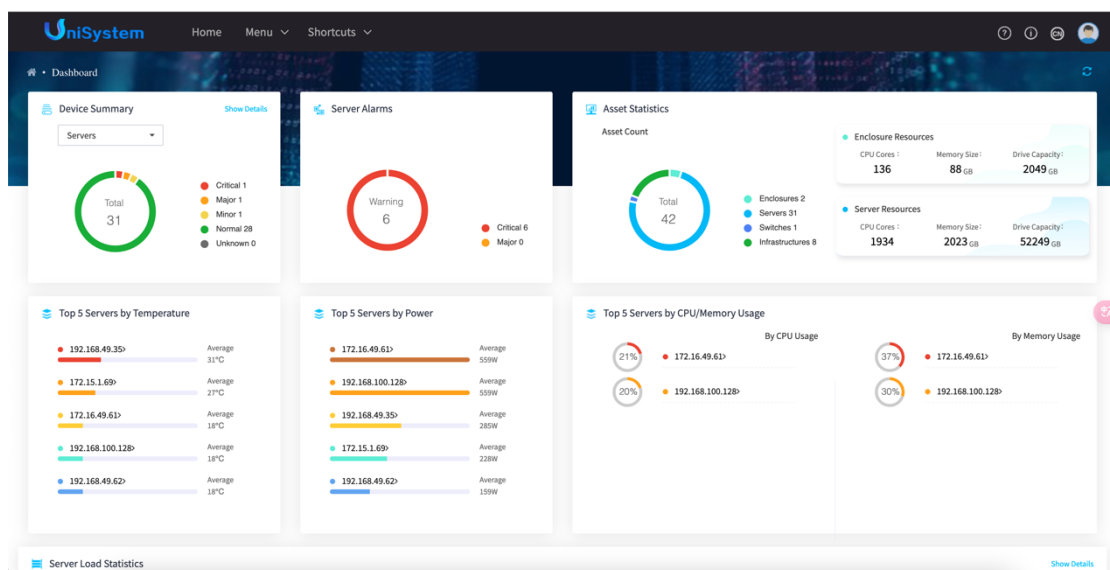 UniSystem Home Menu Shortcuts CN
Dashboard
Device Summary Show Details
Servers
Total
31
Critical 1
Major 1
Minor 1
Normal 28
Unknown 0
Server Alarms
Warning
6
Critical 6
Major 0
Asset Statistics
Asset Count
Total
42
Enclosures 2
Servers 31
Switches 1
Infrastructures 8
Enclosure Resources
CPU Cores : Memory Size : Drive Capacity :
136 88 GB 2049 GB
Server Resources
CPU Cores : Memory Size : Drive Capacity :
1934 2023 GB 52249 GB
Top 5 Servers by Temperature
192.168.49.35> Average
31°C
172.15.1.69> Average
27°C
172.16.49.61> Average
18°C
192.168.100.128> Average
18°C
192.168.49.62> Average
18°C
Top 5 Servers by Power
172.16.49.61> Average
559W
192.168.100.128> Average
559W
192.168.49.35> Average
285W
172.15.1.69> Average
228W
192.168.49.62> Average
159W
Top 5 Servers by CPU/Memory Usage
By CPU Usage
21% 172.16.49.61>
20% 192.168.100.128>
By Memory Usage
37% 172.16.49.61>
30% 192.168.100.128>
Server Load Statistics Show Details